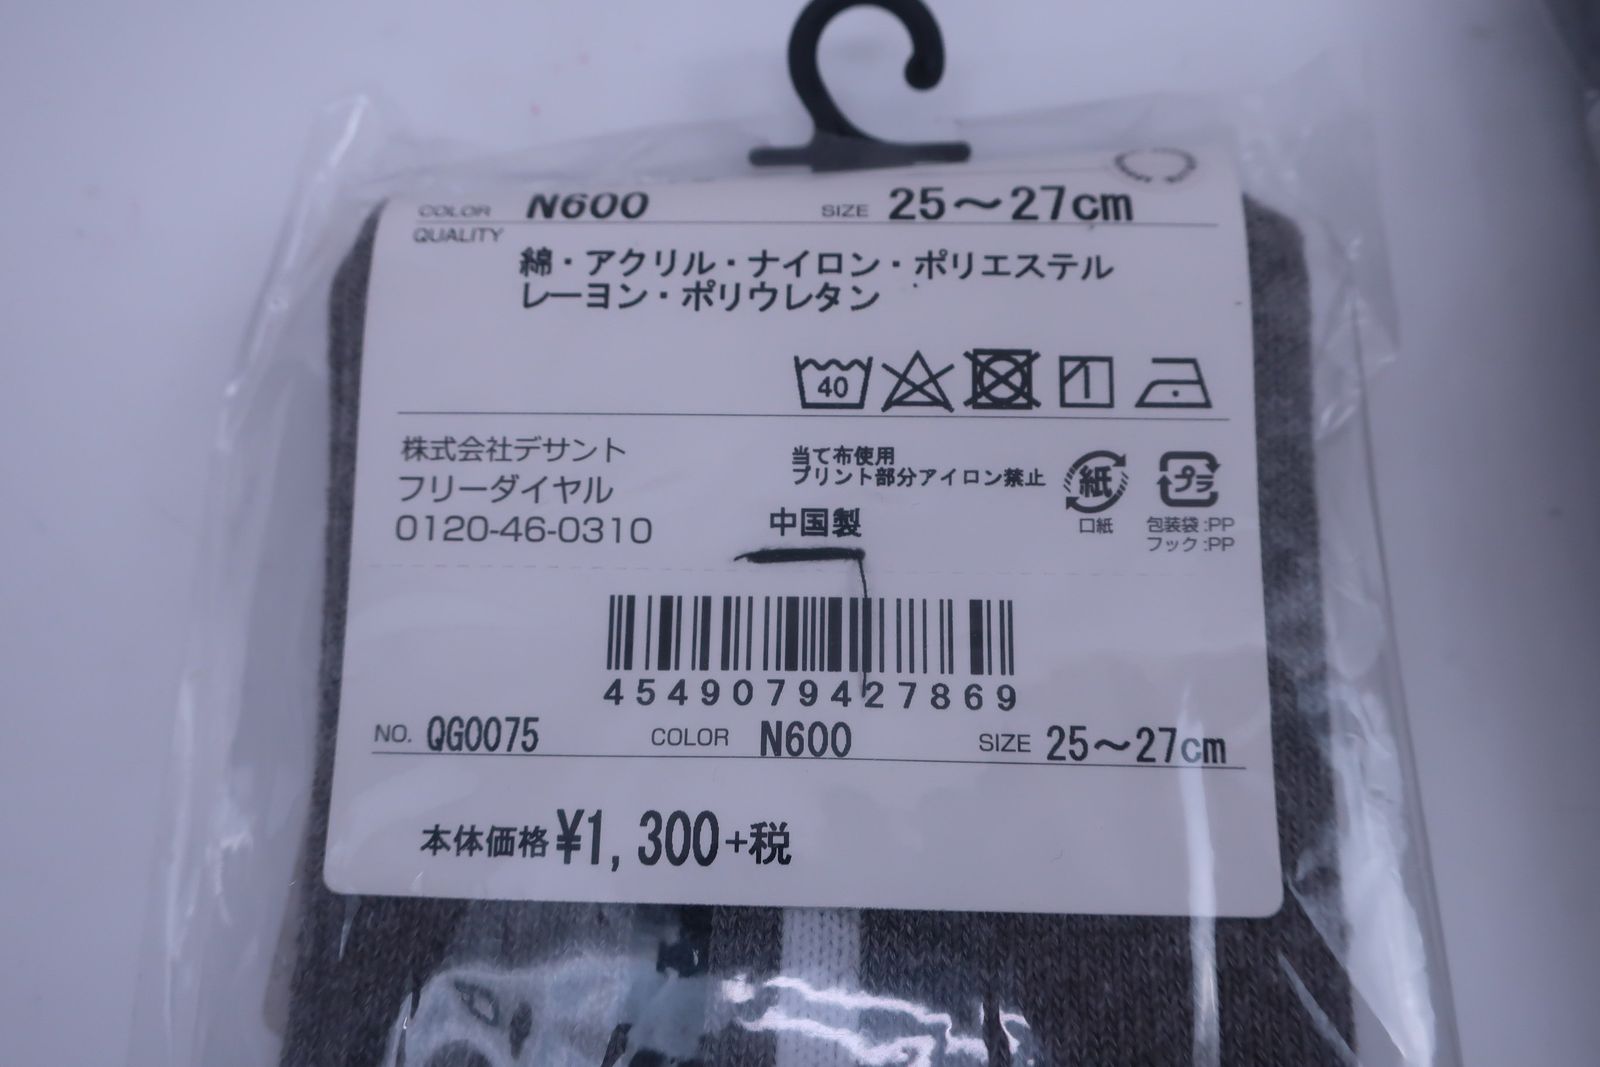 COLOR N600 SIZE 25～27cm
QUALITY
綿・アクリル・ナイロン・ポリエステル
レーヨン・ポリウレタン
40
株式会社デサント
フリーダイヤル
0120-46-0310
当て布使用
プリント部分アイロン禁止
中国製
紙
口紙
プラ
包装袋:PP
フック:PP
4549079427869
NO. QG0075 COLOR N600 SIZE 25～27cm
本体価格¥1,300+税